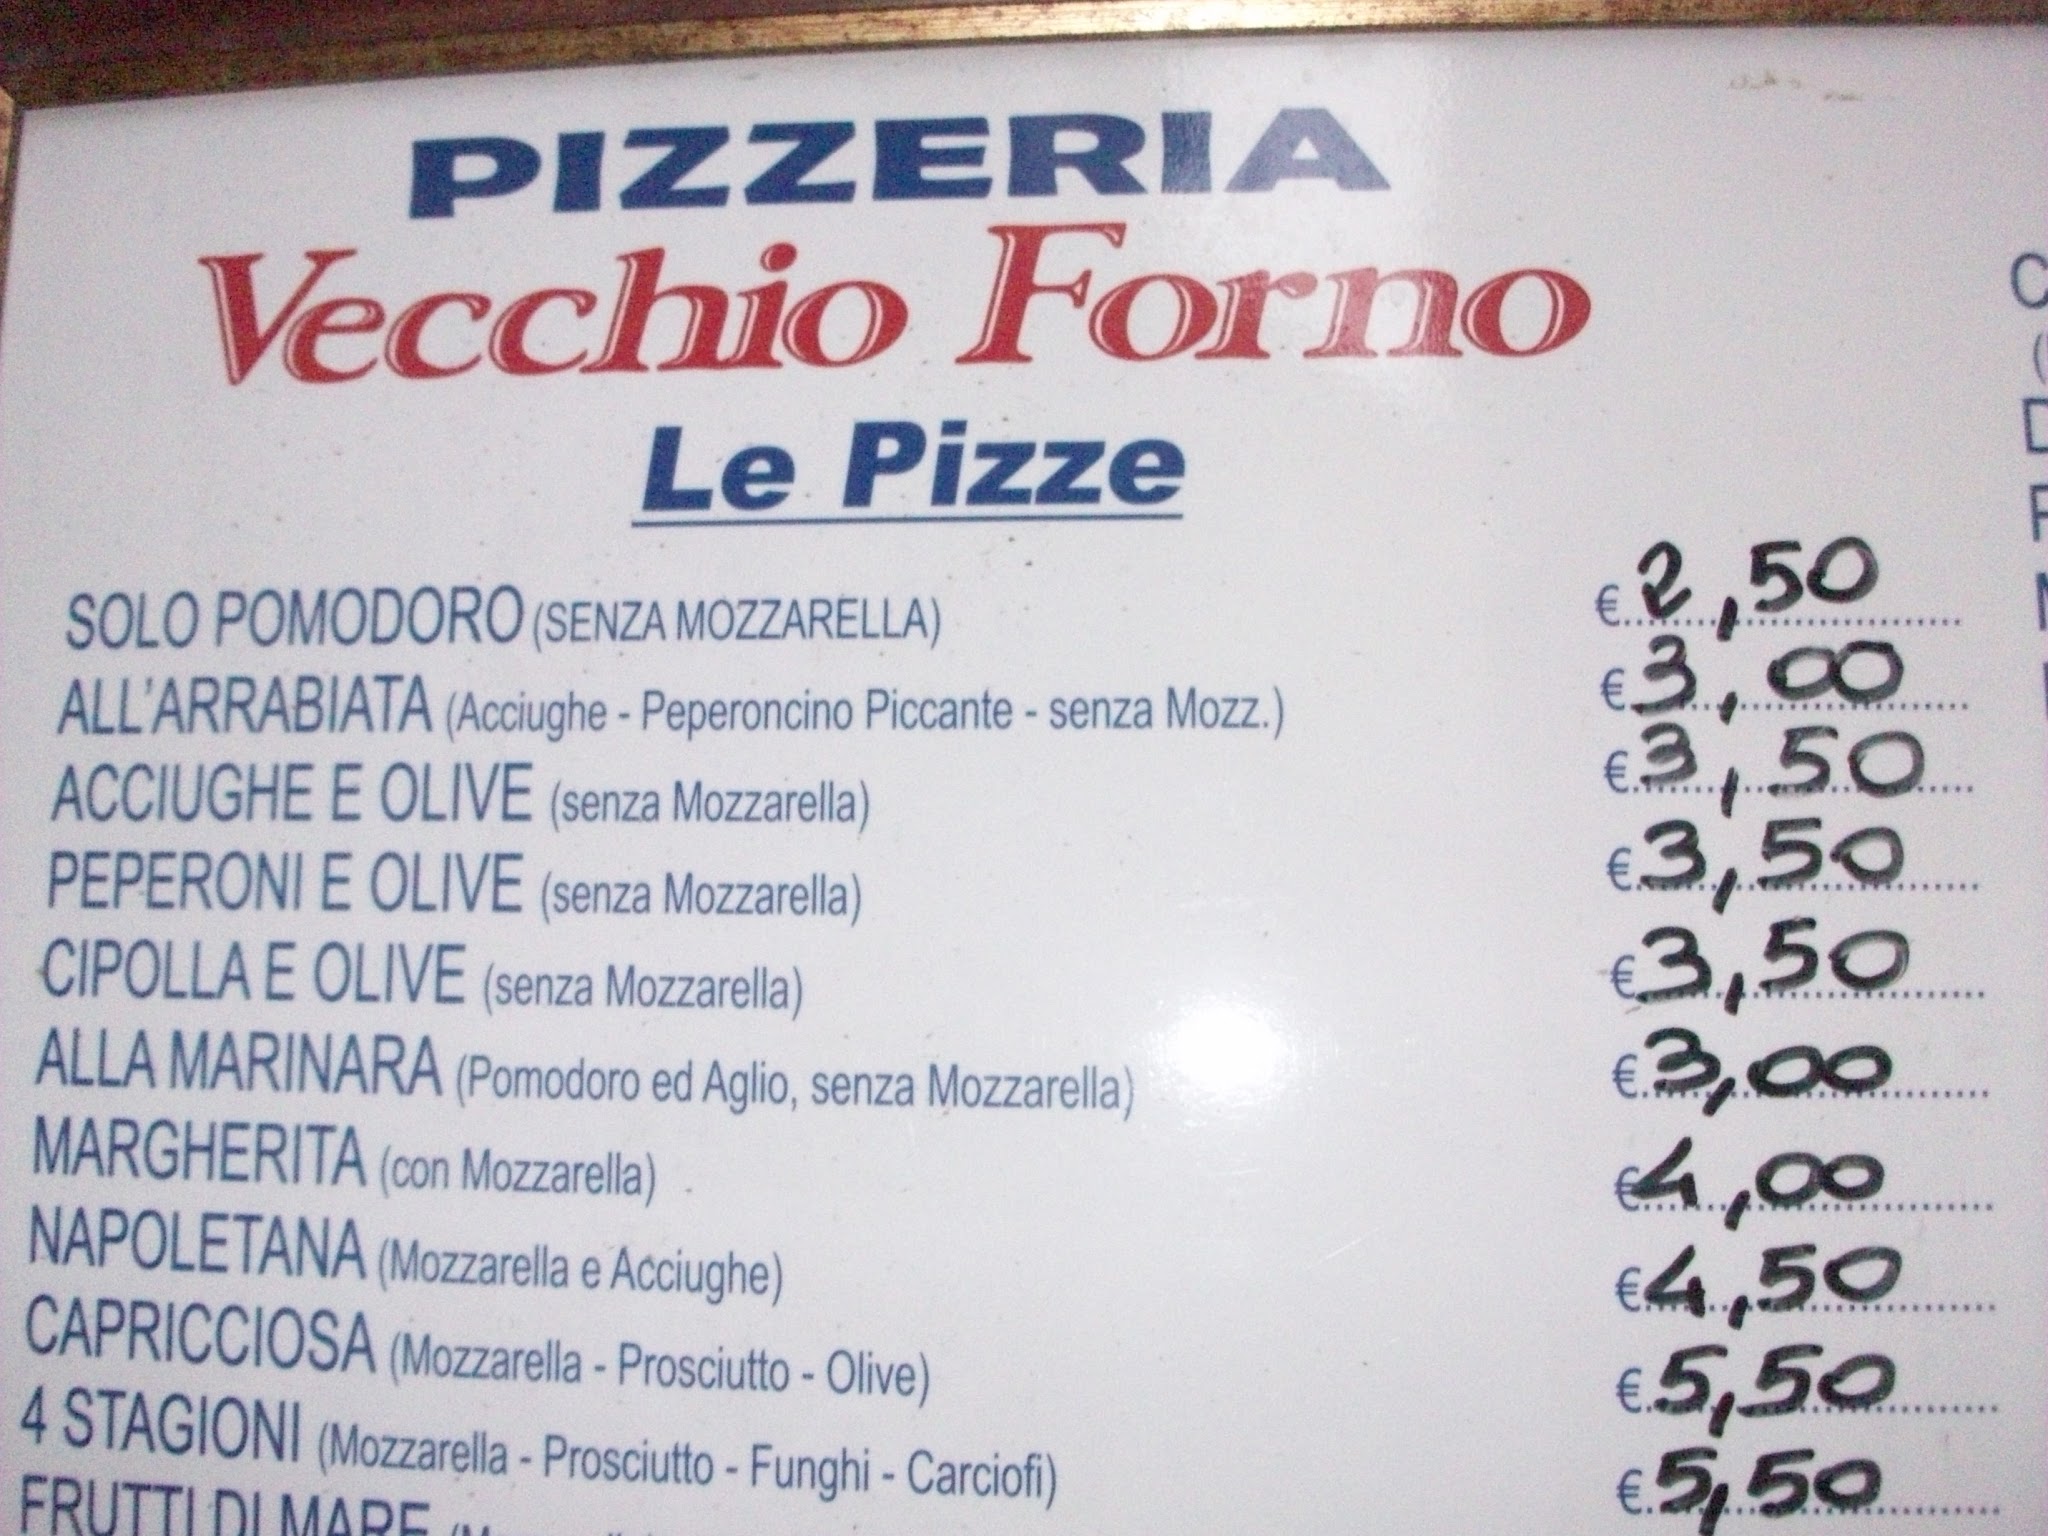 PIZZERIA
Vecchio Forno
Le Pizze
SOLO POMODORO (SENZA MOZZARELLA) €2,50
ALL'ARRABIATA (Acciughe - Peperoncino Piccante - senza Mozz.) €3,00
ACCIUGHE E OLIVE (senza Mozzarella) €3,50
PEPERONI E OLIVE (senza Mozzarella) €3,50
CIPOLLA E OLIVE (senza Mozzarella) €3,50
ALLA MARINARA (Pomodoro ed Aglio, senza Mozzarella) €3,00
MARGHERITA (con Mozzarella) €4,00
NAPOLETANA (Mozzarella e Acciughe) €4,50
CAPRICCIOSA (Mozzarella - Prosciutto - Olive) €5,50
4 STAGIONI (Mozzarella - Prosciutto - Funghi - Carciofi) €5,50
FRUTTI DI MARE